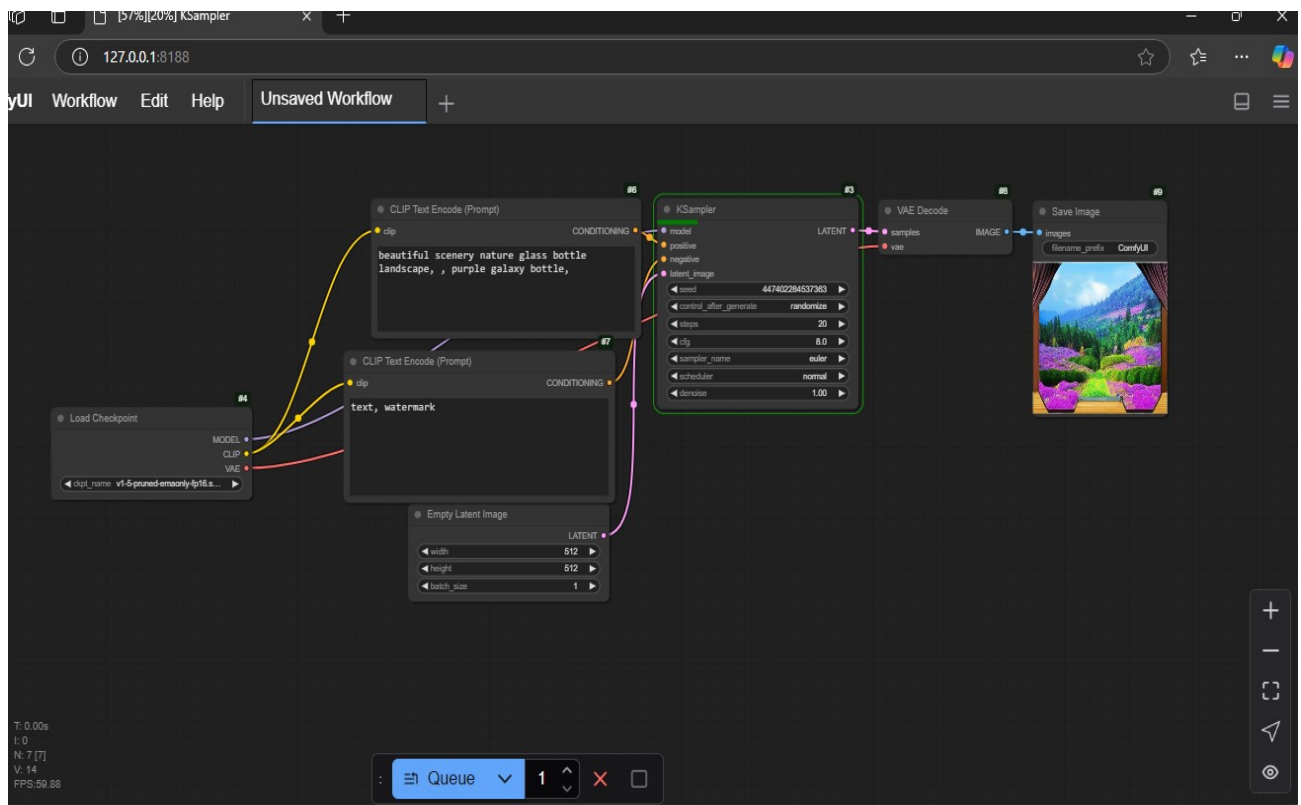 [57%][20%] KSampler
127.0.0.1:8188
yUI Workflow Edit Help Unsaved Workflow
#6
CLIP Text Encode (Prompt)
clip CONDITIONING
beautiful scenery nature glass bottle
landscape, , purple galaxy bottle,
#7
CLIP Text Encode (Prompt)
clip CONDITIONING
text, watermark
#4
Load Checkpoint
MODEL
CLIP
VAE
ckpt_name v1-5-pruned-emaonly-fp16.s...
Empty Latent Image
LATENT
width 512
height 512
batch_size 1
#3
KSampler
model LATENT
positive
negative
latent_image
seed 447402284537363
control_after_generate randomize
steps 20
cfg 8.0
sampler_name euler
scheduler normal
denoise 1.00
#8
VAE Decode
samples IMAGE
vae
#9
Save Image
images
filename_prefix ComfyUI
T: 0.00s
I: 0
N: 7 [7]
V: 14
FPS:59.88
Queue 1